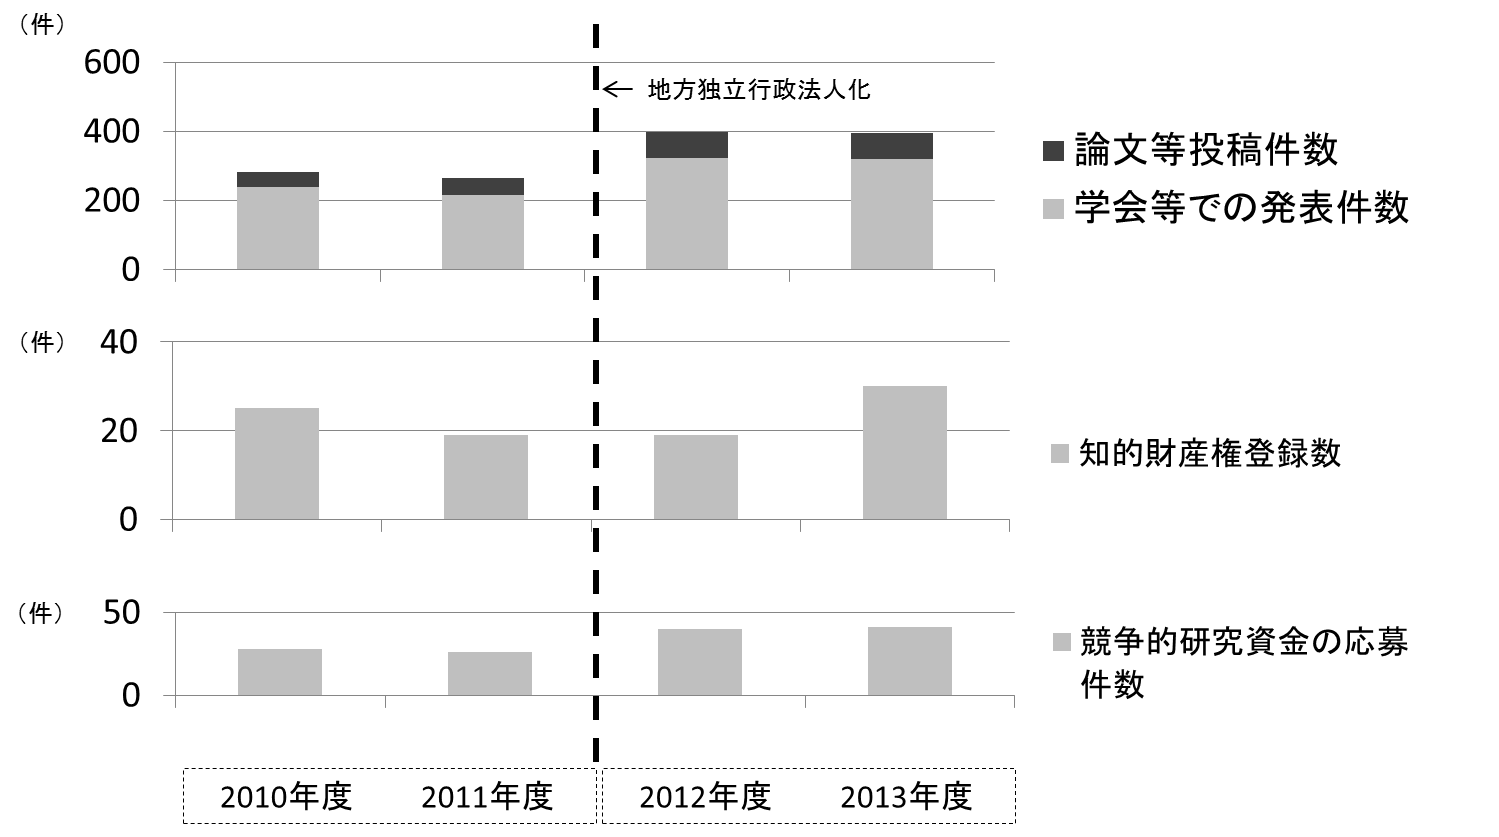 （件）
600
400
200
0
地方独立行政法人化
論文等投稿件数
学会等での発表件数
（件）
40
20
0
知的財産権登録数
（件）
50
0
競争的研究資金の応募
件数
2010年度
2011年度
2012年度
2013年度